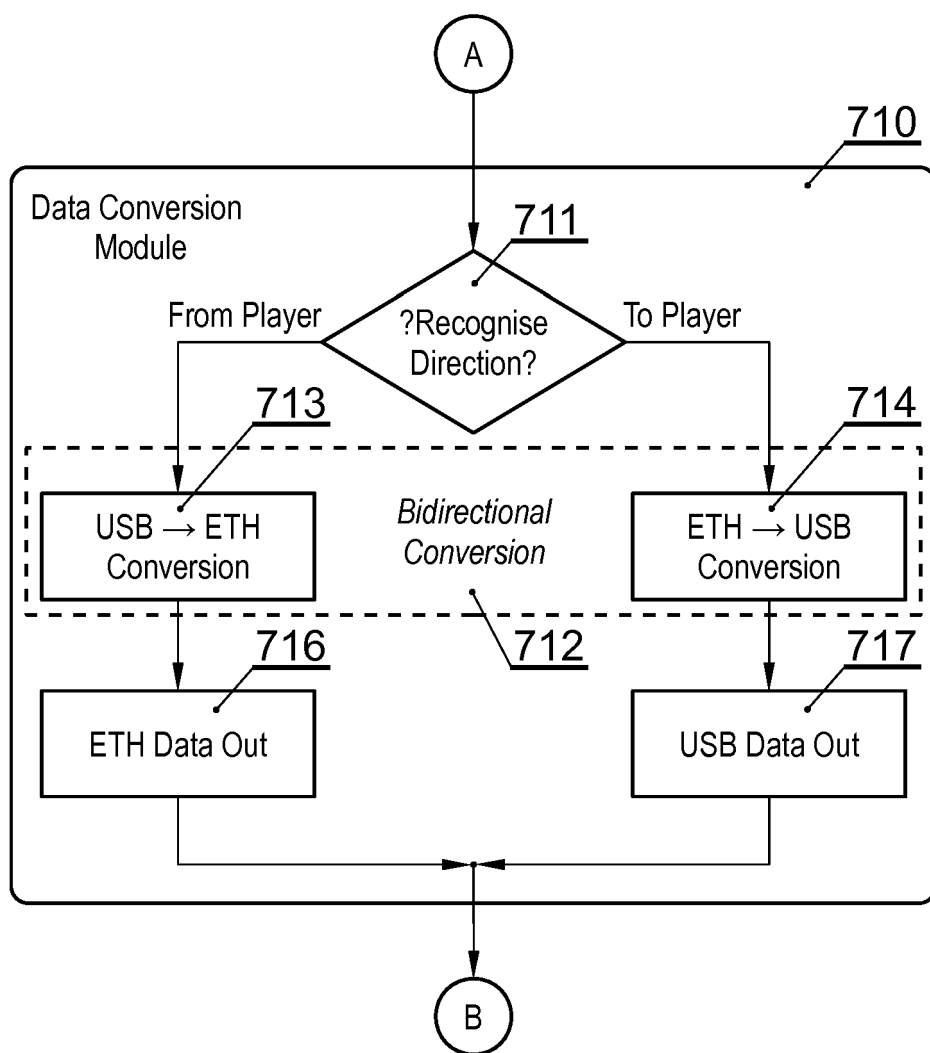 A
710
Data Conversion
Module
711
From Player
?Recognise
Direction?
To Player
713
714
USB → ETH
Conversion
Bidirectional
Conversion
ETH → USB
Conversion
712
716
717
ETH Data Out
USB Data Out
B